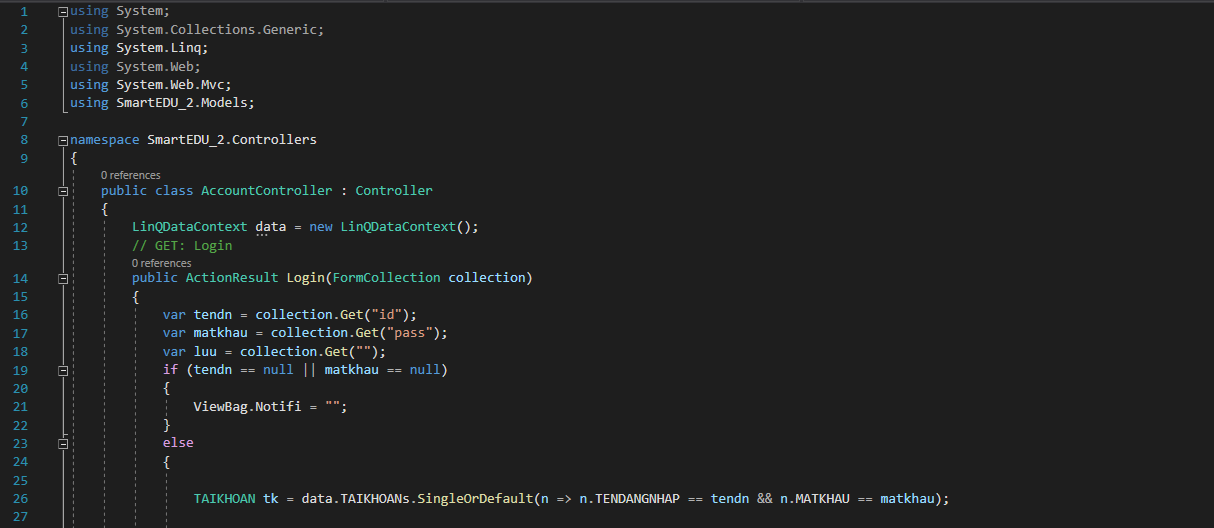 1 using System;
2 using System.Collections.Generic;
3 using System.Linq;
4 using System.Web;
5 using System.Web.Mvc;
6 using SmartEDU_2.Models;
7
8 namespace SmartEDU_2.Controllers
9 {
0 references
10 public class AccountController : Controller
11 {
12 LinQDataContext data = new LinQDataContext();
13 // GET: Login
0 references
14 public ActionResult Login(FormCollection collection)
15 {
16 var tendn = collection.Get("id");
17 var matkhau = collection.Get("pass");
18 var luu = collection.Get("");
19 if (tendn == null || matkhau == null)
20 {
21 ViewBag.Notifi = "";
22 }
23 else
24 {
25
26 TAIKHOAN tk = data.TAIKHOANs.SingleOrDefault(n => n.TENDANGNHAP == tendn && n.MATKHAU == matkhau);
27